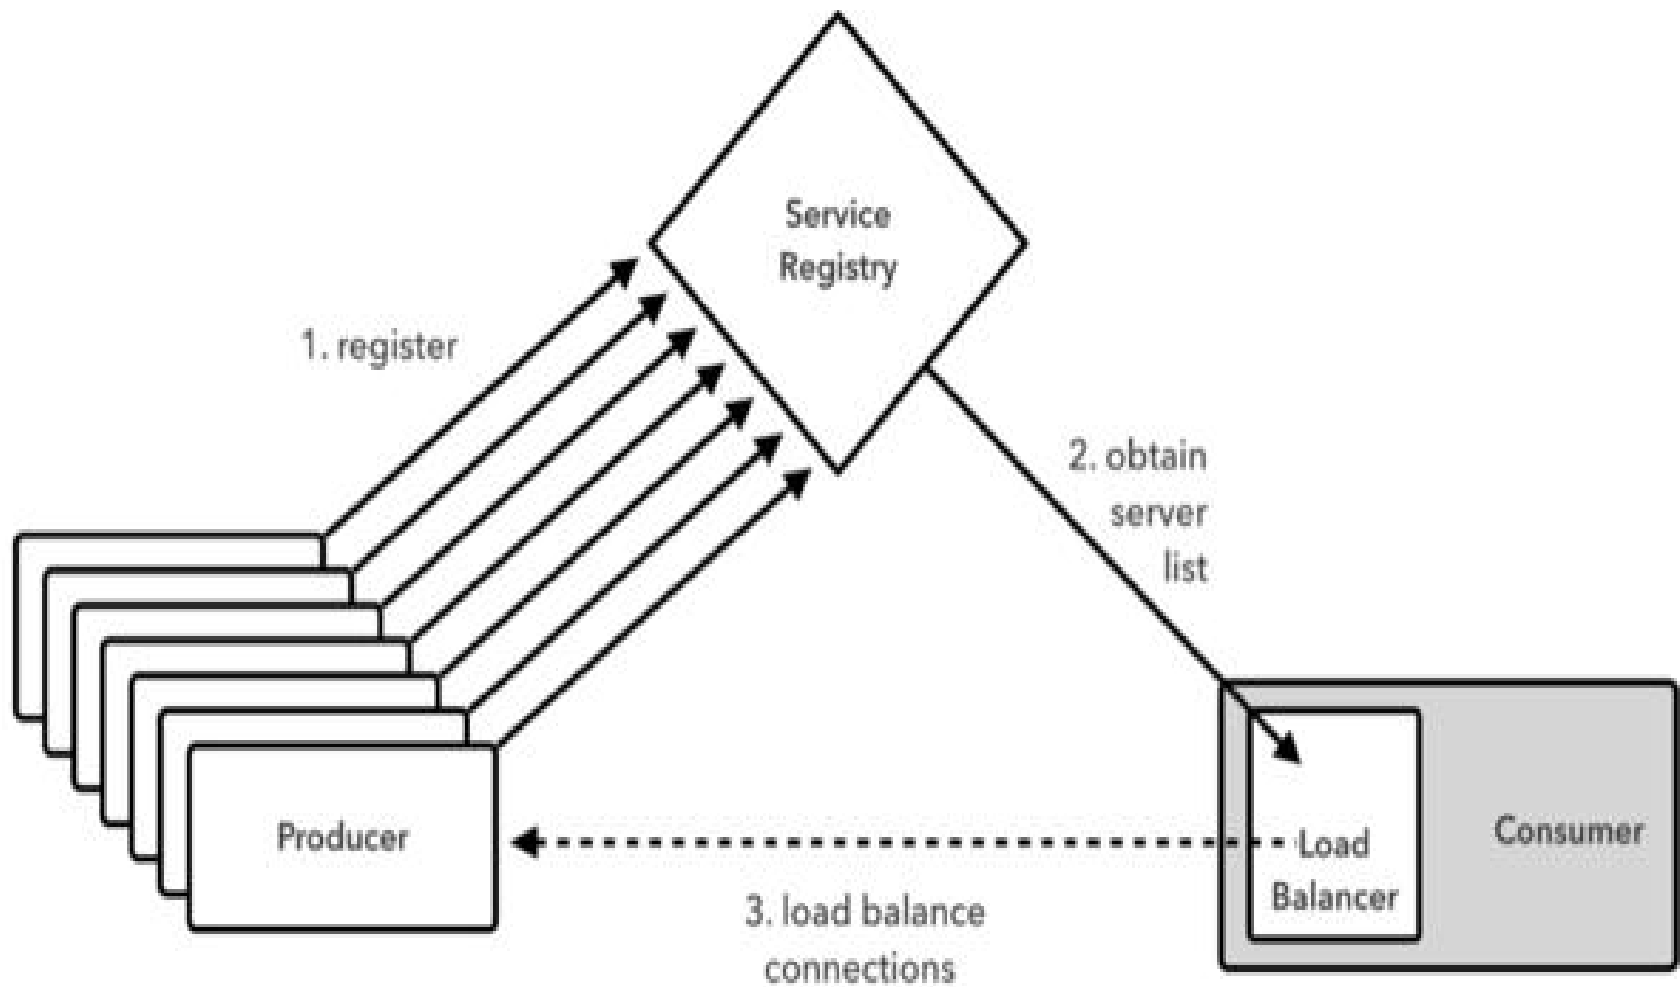 Service
Registry
1. register
2. obtain
server
list
Producer
Load
Balancer
Consumer
3. load balance
connections